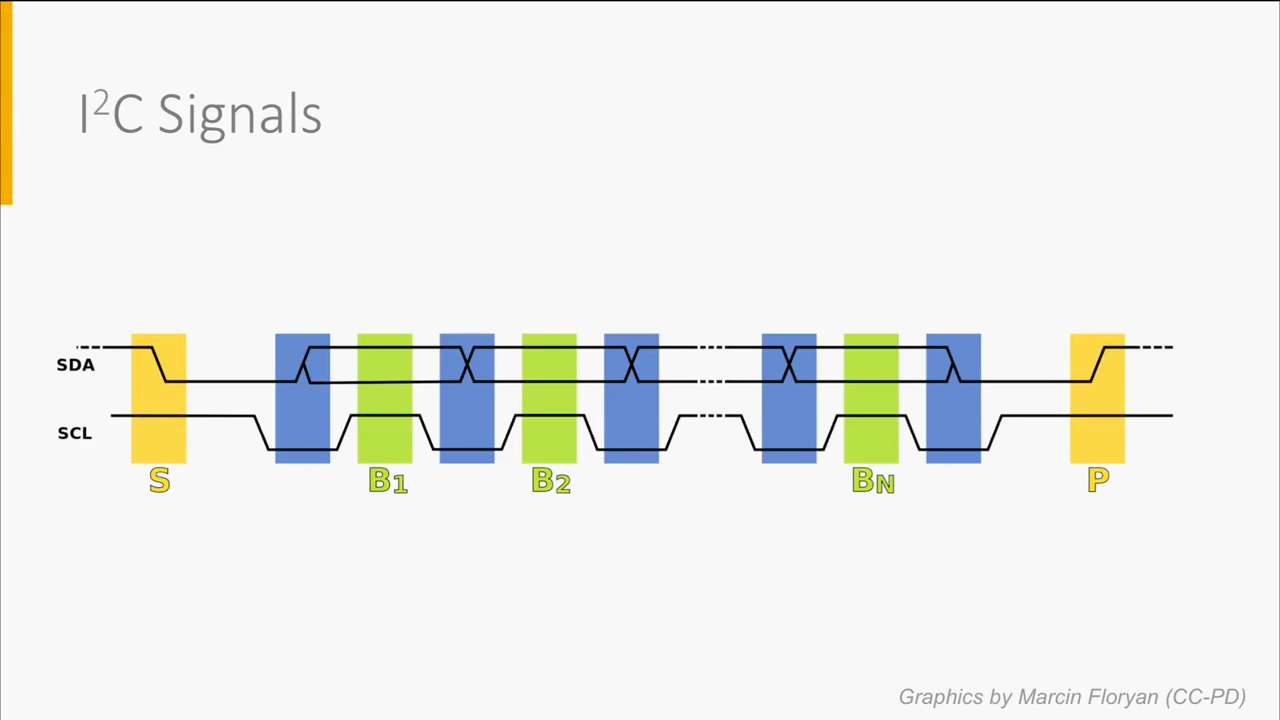 I²C Signals
SDA
SCL
S B1 B2 BN P
Graphics by Marcin Floryan (CC-PD)